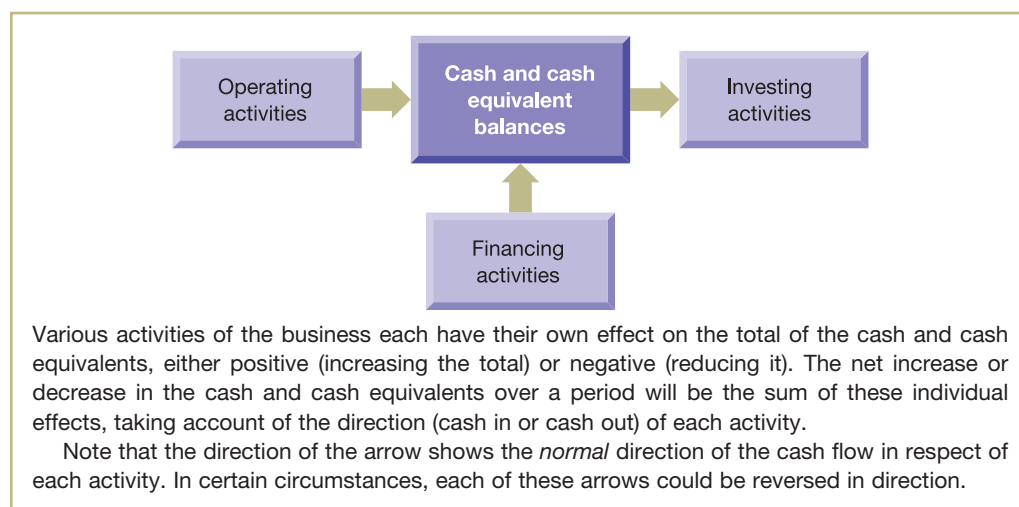 Operating
activities
Cash and cash
equivalent
balances
Investing
activities
Financing
activities
Various activities of the business each have their own effect on the total of the cash and cash
equivalents, either positive (increasing the total) or negative (reducing it). The net increase or
decrease in the cash and cash equivalents over a period will be the sum of these individual
effects, taking account of the direction (cash in or cash out) of each activity.
Note that the direction of the arrow shows the normal direction of the cash flow in respect of
each activity. In certain circumstances, each of these arrows could be reversed in direction.